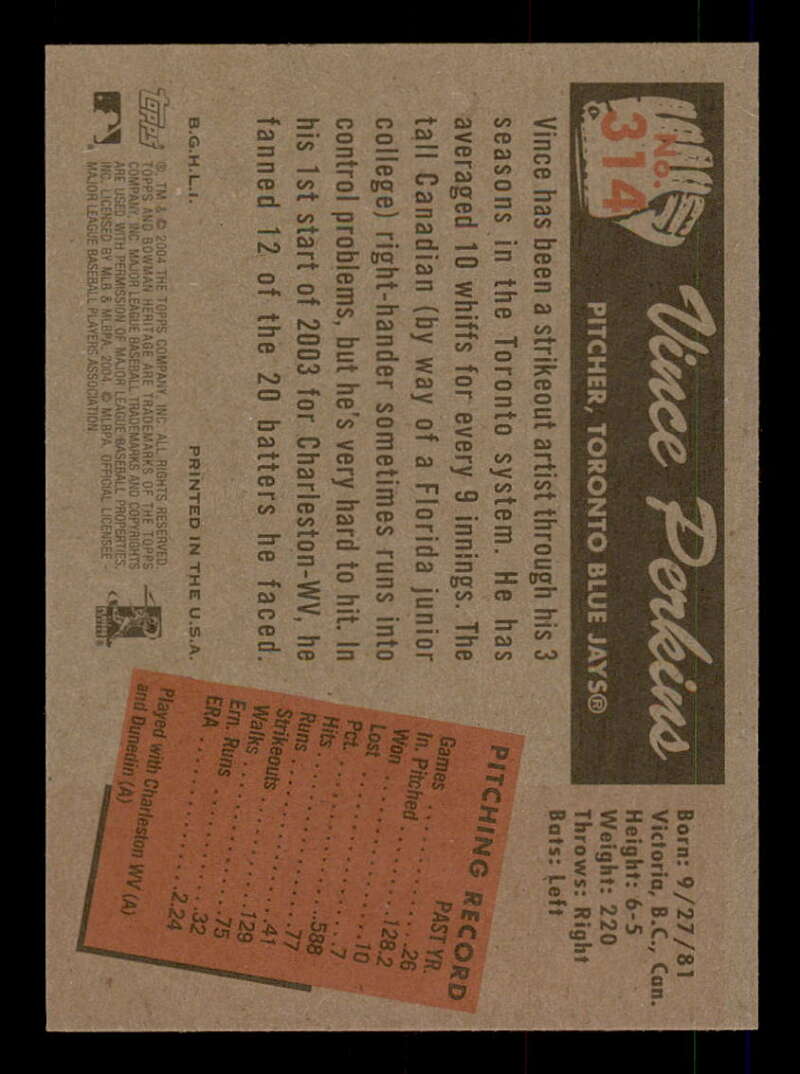 No.
314
Vince Perkins
PITCHER, TORONTO BLUE JAYS®
Born: 9/27/81
Victoria, B.C., Can.
Height: 6-5
Weight: 220
Throws: Right
Bats: Left
Vince has been a strikeout artist through his 3
seasons in the Toronto system. He has
averaged 10 whiffs for every 9 innings. The
tall Canadian (by way of a Florida junior
college) right-hander sometimes runs into
control problems, but he's very hard to hit. In
his 1st start of 2003 for Charleston-WV, he
fanned 12 of the 20 batters he faced.
PITCHING RECORD
PAST YR.
Games ..........26
In. Pitched ..........128.2
Won ..........10
Lost ..........7
Pct. ..........588
Hits ..........77
Runs ..........41
Strikeouts ..........129
Walks ..........75
Ern. Runs ..........32
ERA ..........2.24
Played with Charleston WV (A)
and Dunedin (A)
B.G.H.L.I.
PRINTED IN THE U.S.A.
Topps
®, TM & © 2004 THE TOPPS COMPANY, INC. ALL RIGHTS RESERVED.
TOPPS AND BOWMAN HERITAGE ARE TRADEMARKS OF THE TOPPS
COMPANY, INC. MAJOR LEAGUE BASEBALL TRADEMARKS AND COPYRIGHTS
ARE USED WITH PERMISSION OF MAJOR LEAGUE BASEBALL PROPERTIES,
INC. LICENSED BY MLB & MLBPA. 2004. © MLBPA. OFFICIAL LICENSEE -
MAJOR LEAGUE BASEBALL PLAYERS ASSOCIATION.